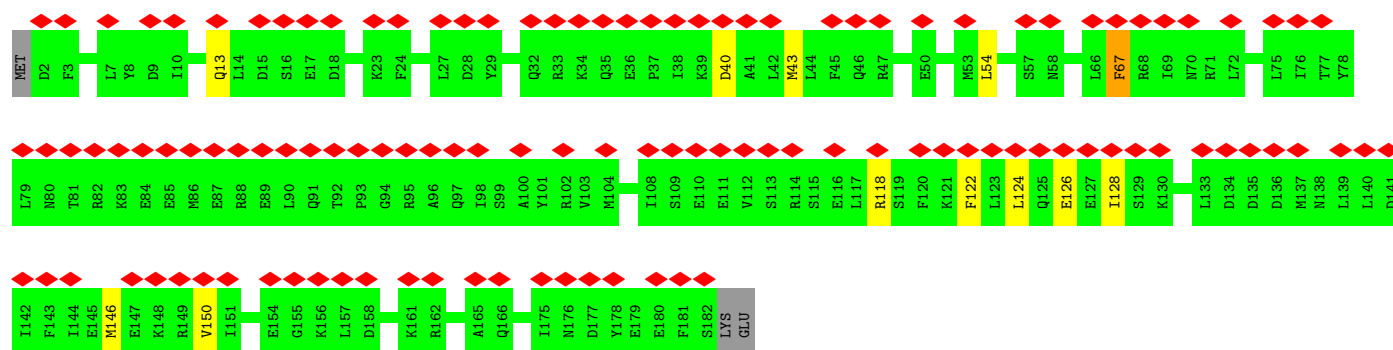 MET D2 F3 L7 Y8 D9 I10 Q13 L14 D15 S16 E17 D18 K23 F24 L27 D28 Y29 Q32 R33 K34 Q35 E36 P37 I38 K39 D40 A41 L42 M43 L44 F45 Q46 R47 E50 M53 L54 S57 N58 L66 F67 R68 I69 N70 R71 L72 L75 I76 T77 Y78
L79 N80 T81 R82 K83 E84 E85 M86 E87 R88 E89 L90 Q91 T92 P93 G94 R95 A96 Q97 I98 S99 A100 Y101 R102 V103 M104 I108 S109 E110 E111 V112 S113 R114 S115 E116 L117 R118 S119 F120 K121 F122 L123 L124 Q125 E126 E127 I128 S129 K130 L133 D134 D135 D136 M137 N138 L139 L140 D141
I142 F143 I144 E145 M146 E147 K148 R149 V150 I151 E154 G155 K156 L157 D158 K161 R162 A165 Q166 I175 N176 D177 Y178 E179 E180 F181 S182 LYS GLU